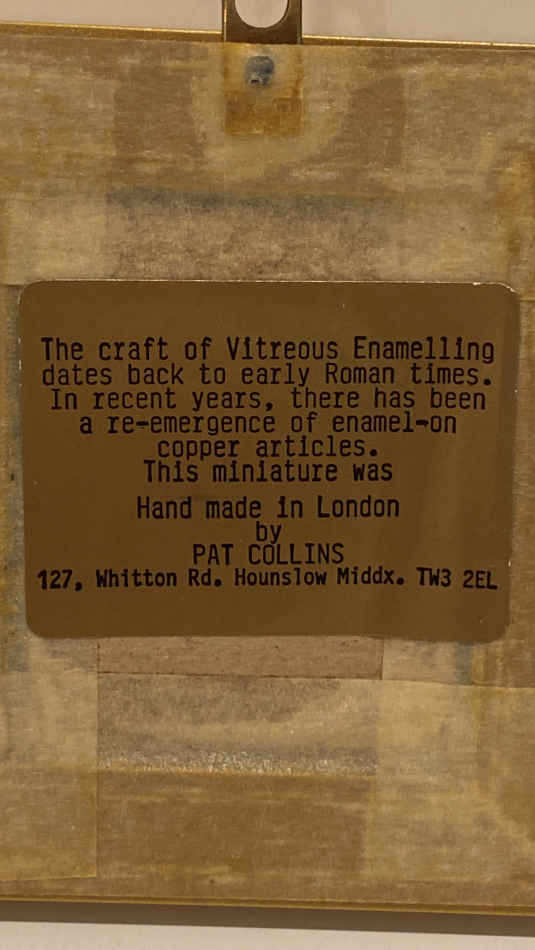 The craft of Vitreous Enamelling
dates back to early Roman times.
In recent years, there has been
a re-emergence of enamel-on
copper articles.
This miniature was
Hand made in London
by
PAT COLLINS
127, Whitton Rd. Hounslow Middx. TW3 2EL